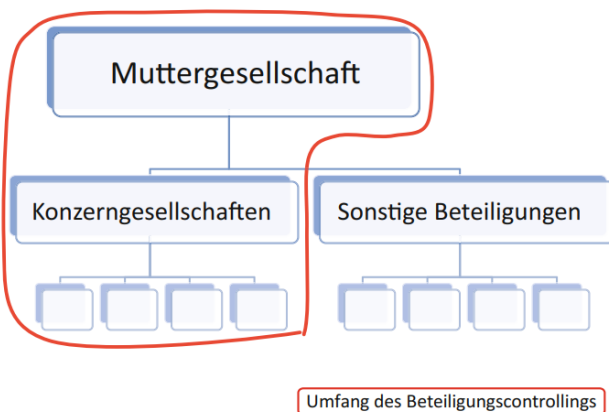 Muttergesellschaft
Konzerngesellschaften
Sonstige Beteiligungen
Umfang des Beteiligungscontrollings